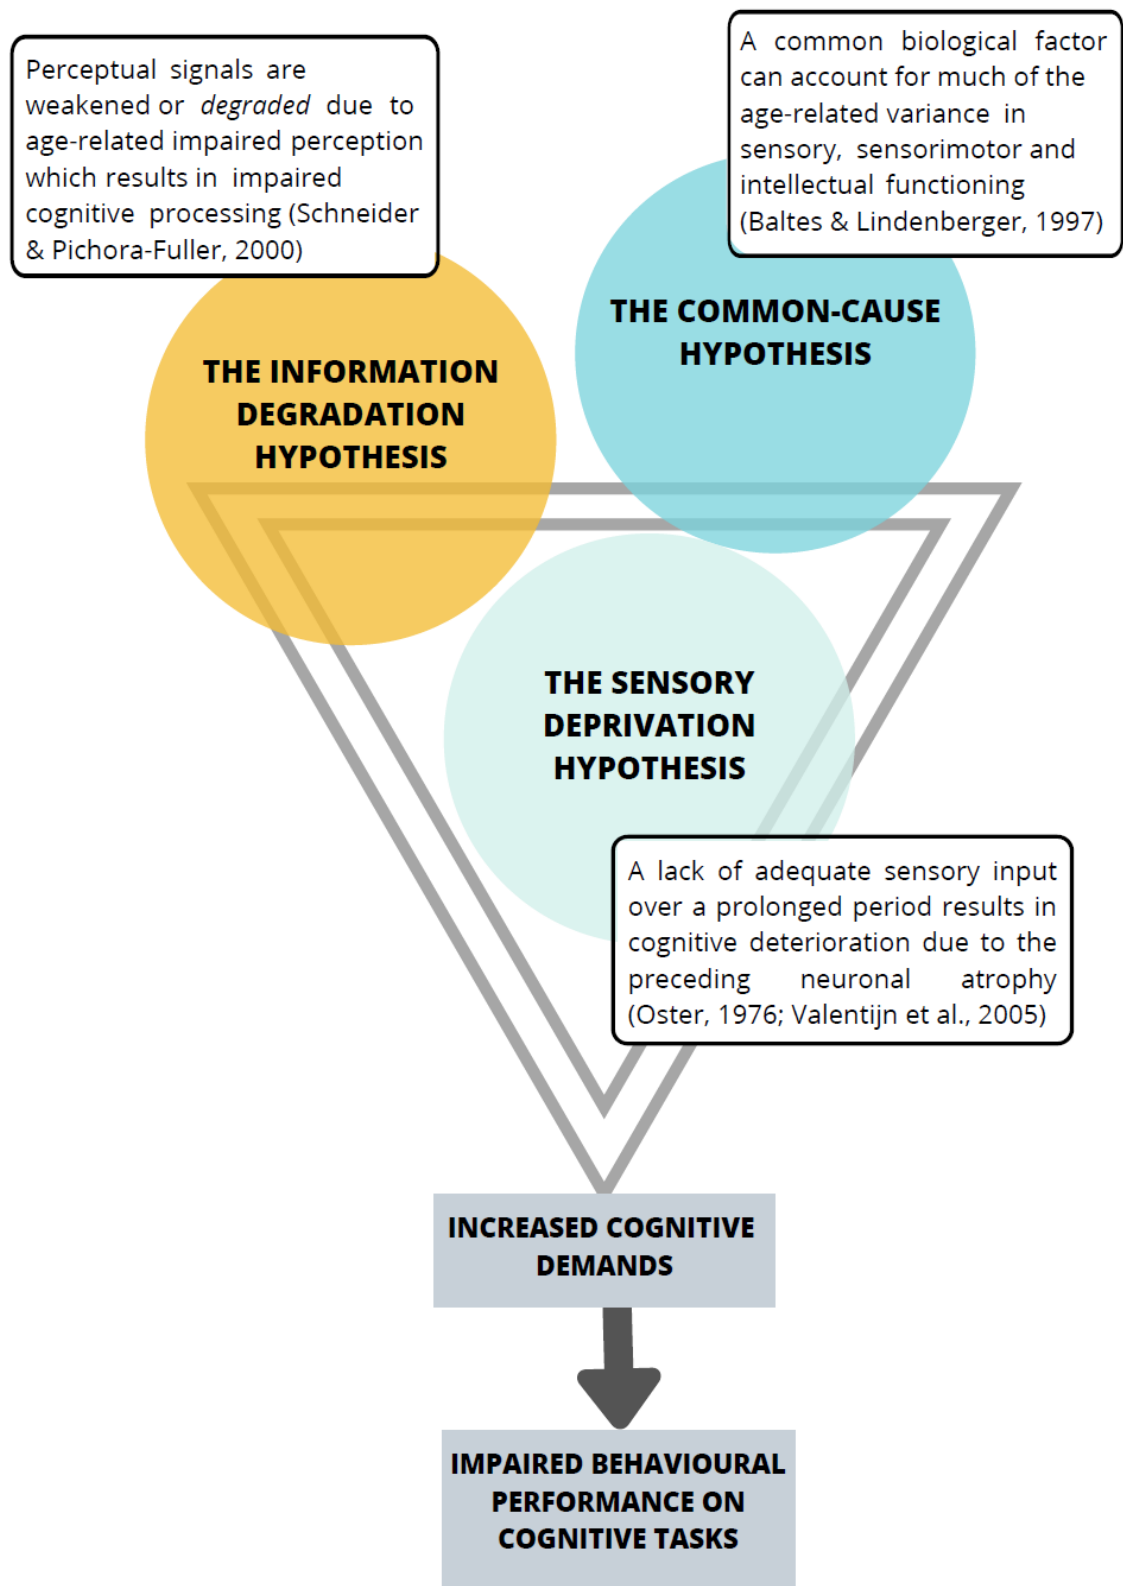 Perceptual signals are
weakened or degraded due to
age-related impaired perception
which results in impaired
cognitive processing (Schneider
& Pichora-Fuller, 2000)
A common biological factor
can account for much of the
age-related variance in
sensory, sensorimotor and
intellectual functioning
(Baltes & Lindenberger, 1997)
THE INFORMATION
DEGRADATION
HYPOTHESIS
THE COMMON-CAUSE
HYPOTHESIS
THE SENSORY
DEPRIVATION
HYPOTHESIS
A lack of adequate sensory input
over a prolonged period results in
cognitive deterioration due to the
preceding neuronal atrophy
(Oster, 1976; Valentijn et al., 2005)
INCREASED COGNITIVE
DEMANDS
IMPAIRED BEHAVIOURAL
PERFORMANCE ON
COGNITIVE TASKS